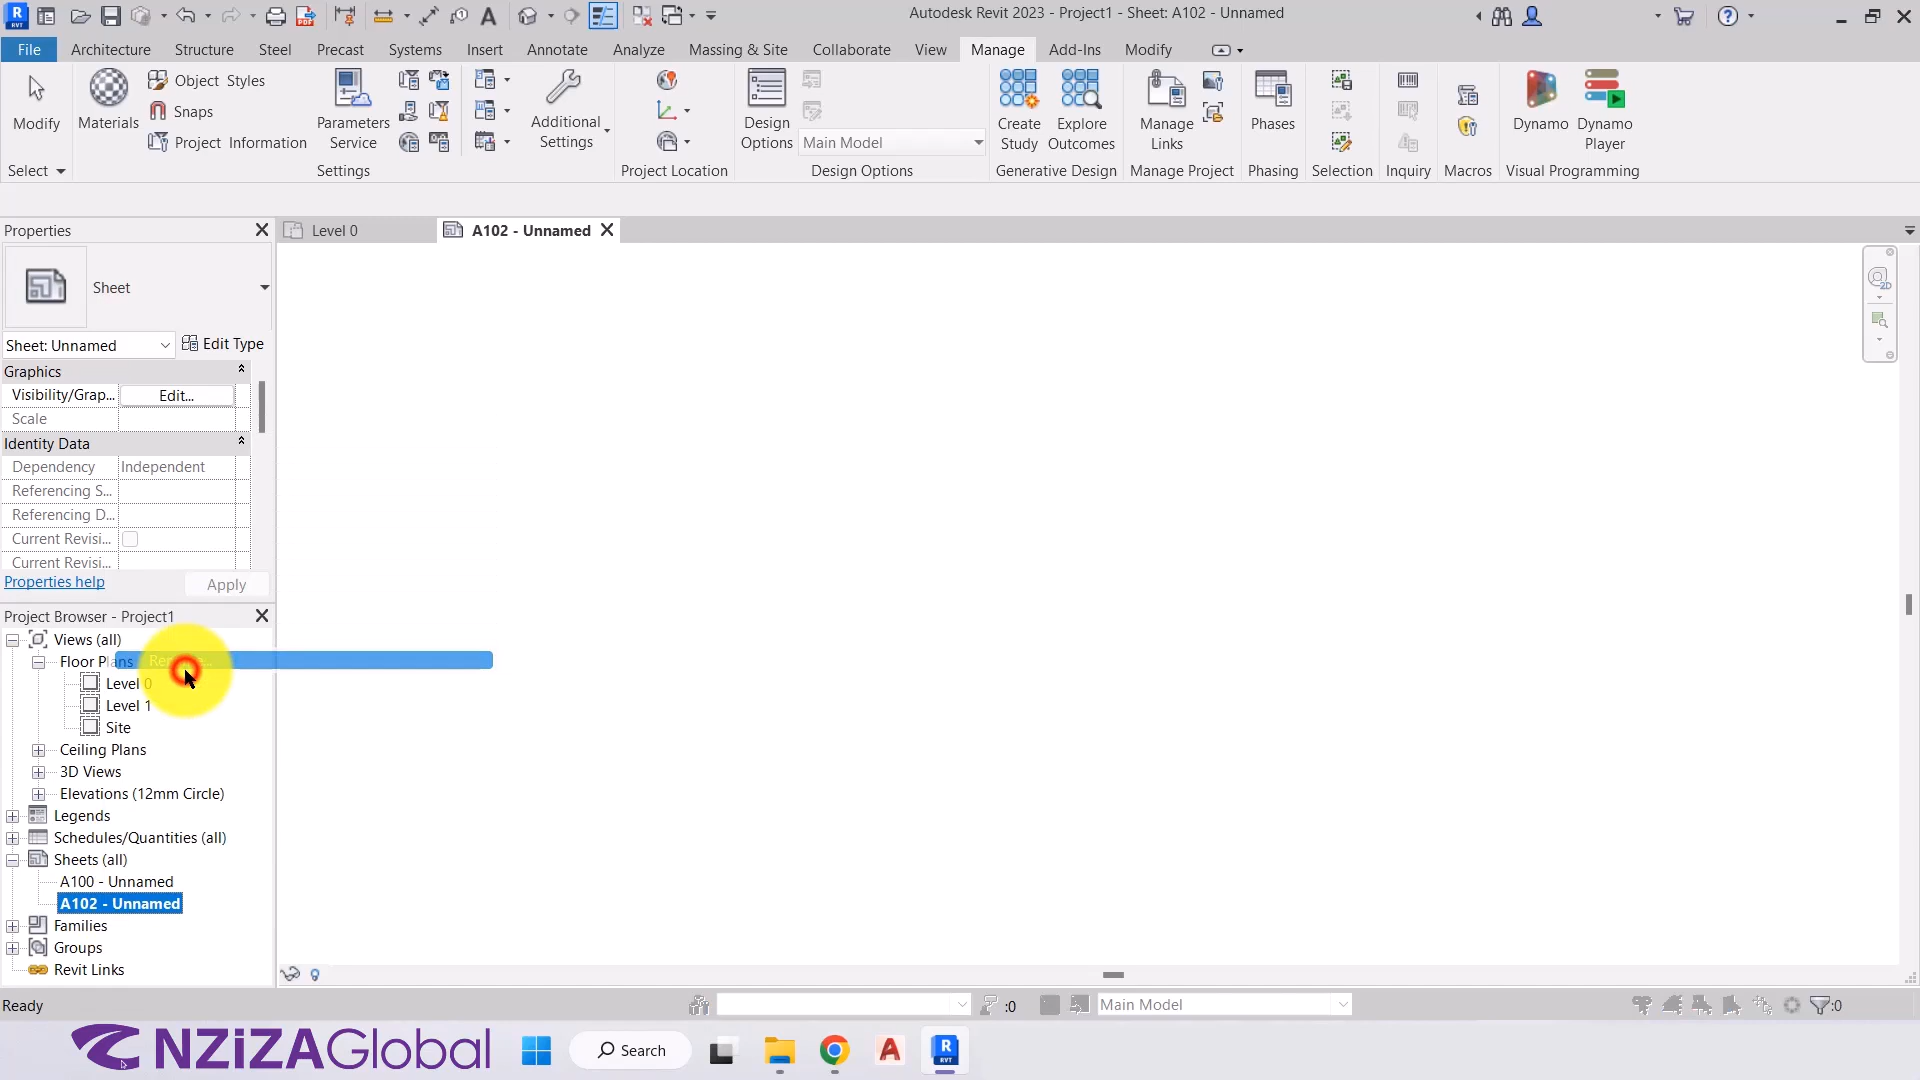 Autodesk Revit 2023 - Project1 - Sheet: A102 - Unnamed
File Architecture Structure Steel Precast Systems Insert Annotate Analyze Massing & Site Collaborate View Manage Add-Ins Modify
Modify
Materials
Object Styles
Snaps
Project Information
Parameters Service
Additional Settings
Design Options
Main Model
Create Study
Explore Outcomes
Manage Links
Phases
Dynamo
Dynamo Player
Select Settings Project Location Design Options Generative Design Manage Project Phasing Selection Inquiry Macros Visual Programming
Properties
Level 0
A102 - Unnamed
2D
Sheet
Sheet: Unnamed
Edit Type
Graphics
Visibility/Grap... Edit...
Scale
Identity Data
Dependency Independent
Referencing S...
Referencing D...
Current Revisi...
Current Revisi...
Properties help
Apply
Project Browser - Project1
Views (all)
Floor Plans
Level 0
Level 1
Site
Ceiling Plans
3D Views
Elevations (12mm Circle)
Legends
Schedules/Quantities (all)
Sheets (all)
A100 - Unnamed
A102 - Unnamed
Families
Groups
Revit Links
Ready
:0
Main Model
:0
NZiZAGlobal
Search
A
R
RVT